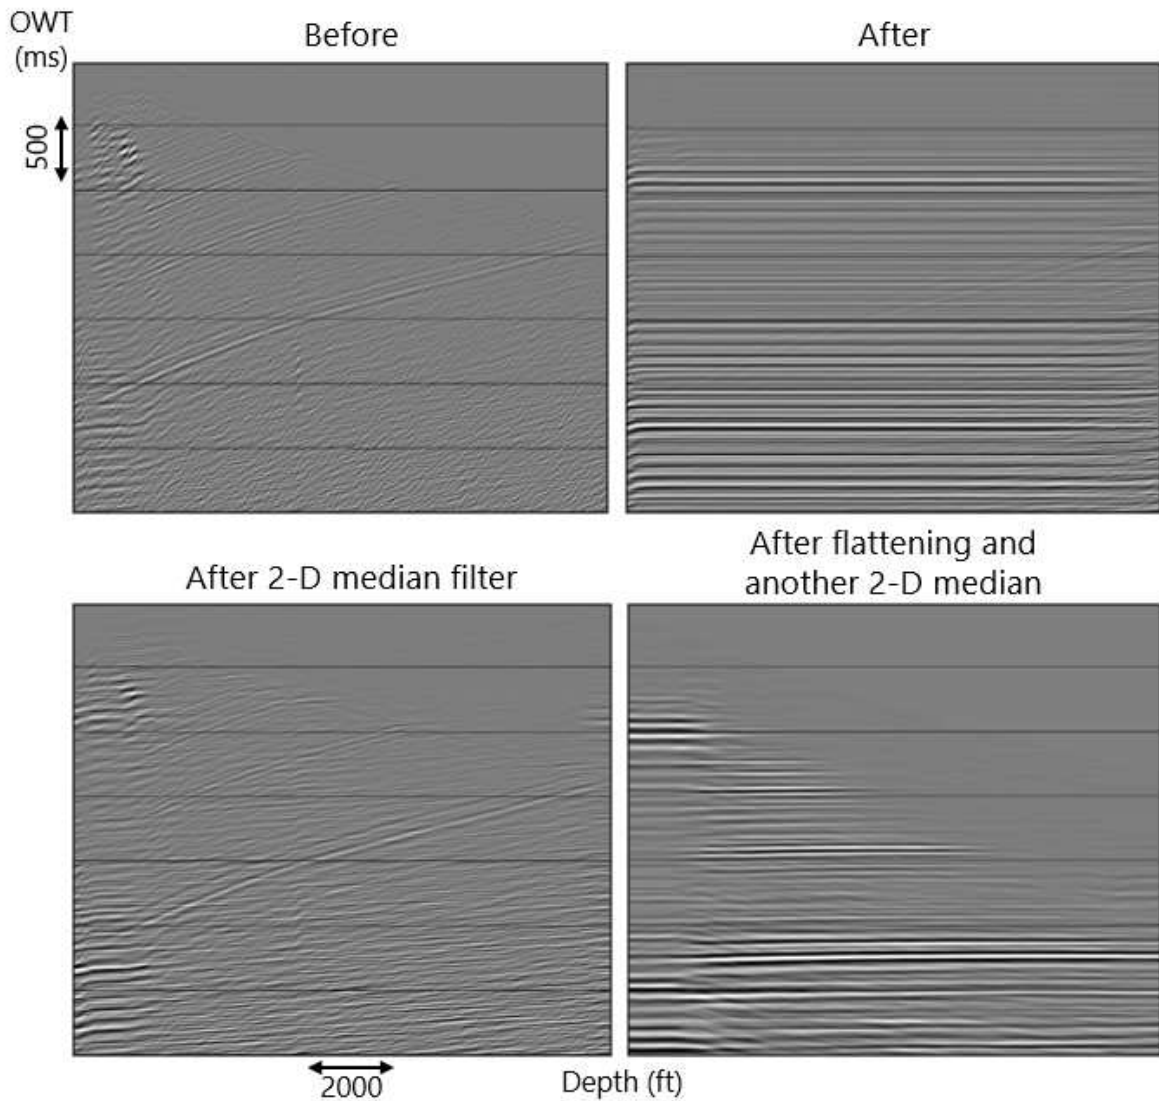 OWT
(ms)
Before
After
500
After 2-D median filter
After flattening and
another 2-D median
2000
Depth (ft)